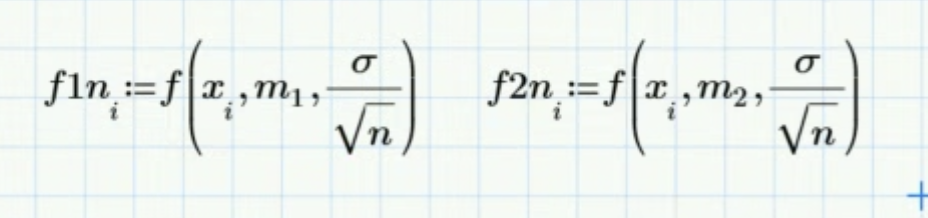 f1n_i := f(x_i, m_1, σ/√n) f2n_i := f(x_i, m_2, σ/√n)